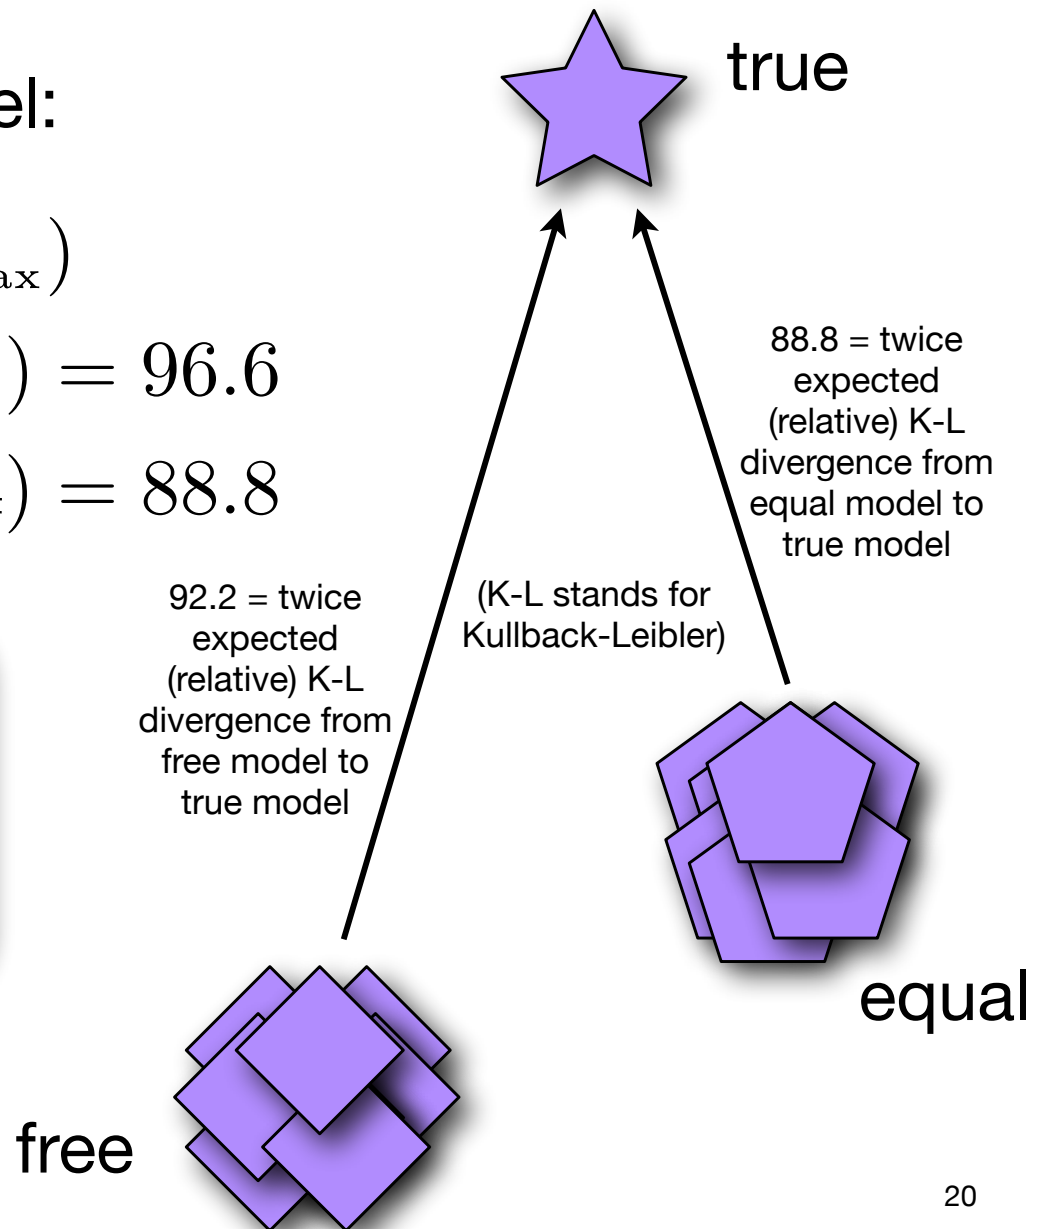 true
el:
ax)
) = 96.6
) = 88.8
88.8 = twice
expected
(relative) K-L
divergence from
equal model to
true model
92.2 = twice
expected
(relative) K-L
divergence from
free model to
true model
(K-L stands for
Kullback-Leibler)
equal
free
20